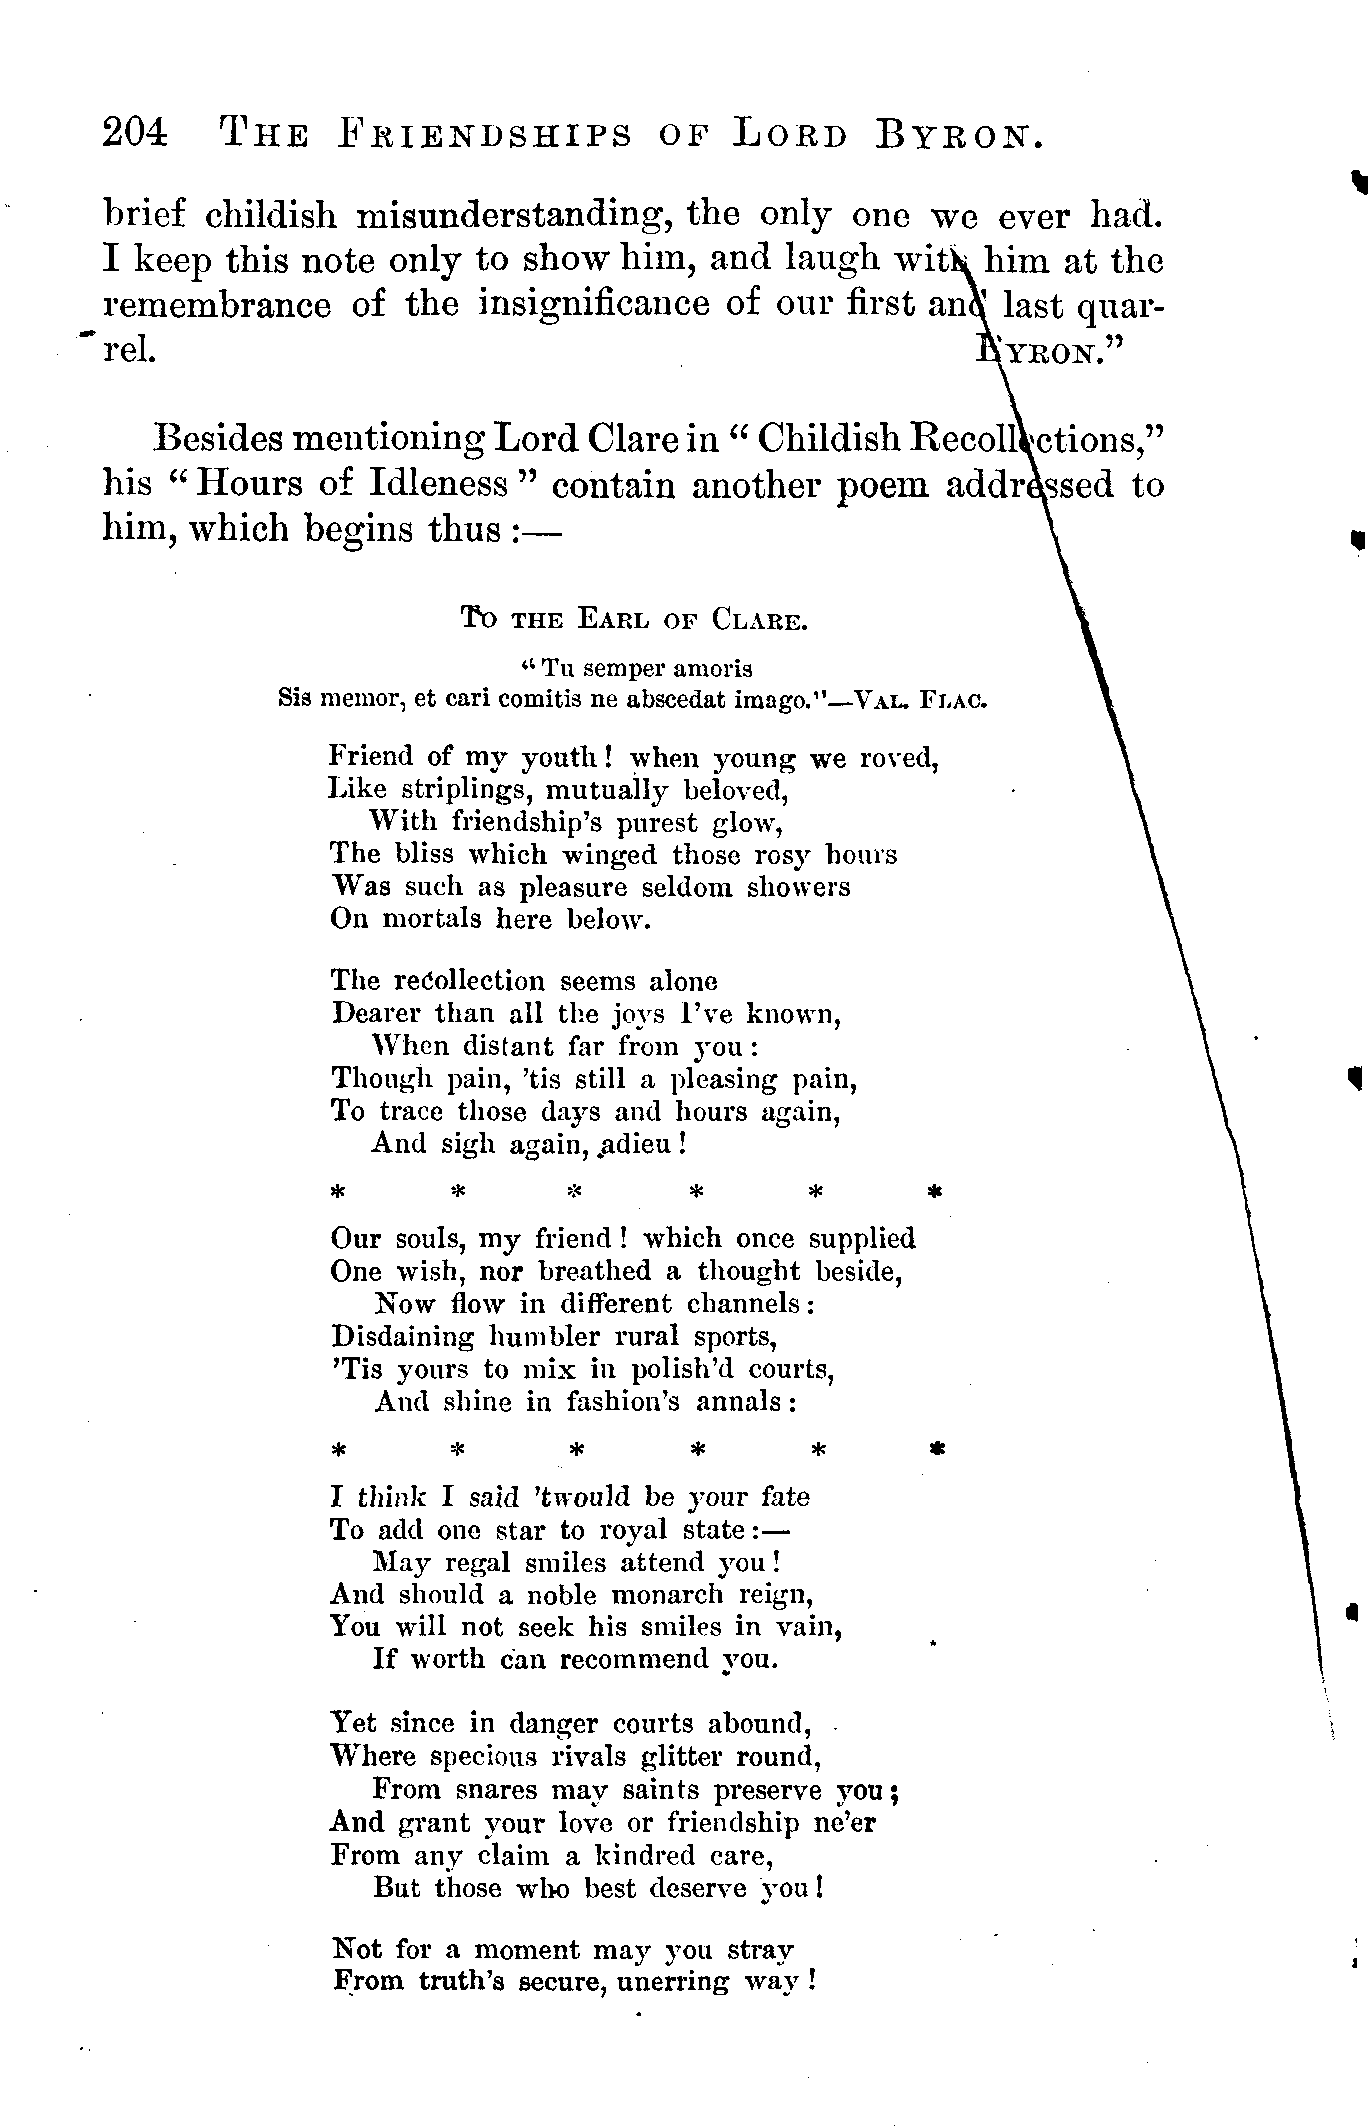 204 THE FRIENDSHIPS OF LORD BYRON.
brief childish misunderstanding, the only one we ever had.
I keep this note only to show him, and laugh with him at the
remembrance of the insignificance of our first and last quar-
rel. BYRON."
Besides mentioning Lord Clare in "Childish Recollections,"
his "Hours of Idleness" contain another poem addressed to
him, which begins thus:—
TO THE EARL OF CLARE.
"Tu semper amoris
Sis memor, et cari comitis ne abscedat imago."—VAL. FLAC.
Friend of my youth! when young we roved,
Like striplings, mutually beloved,
With friendship's purest glow,
The bliss which winged those rosy hours
Was such as pleasure seldom showers
On mortals here below.
The recollection seems alone
Dearer than all the joys I've known,
When distant far from you:
Though pain, 'tis still a pleasing pain,
To trace those days and hours again,
And sigh again, adieu!
* * * * * *
Our souls, my friend! which once supplied
One wish, nor breathed a thought beside,
Now flow in different channels:
Disdaining humbler rural sports,
'Tis yours to mix in polish'd courts,
And shine in fashion's annals:
* * * * * *
I think I said 'twould be your fate
To add one star to royal state:—
May regal smiles attend you!
And should a noble monarch reign,
You will not seek his smiles in vain,
If worth can recommend you.
Yet since in danger courts abound,
Where specious rivals glitter round,
From snares may saints preserve you;
And grant your love or friendship ne'er
From any claim a kindred care,
But those who best deserve you!
Not for a moment may you stray
From truth's secure, unerring way!